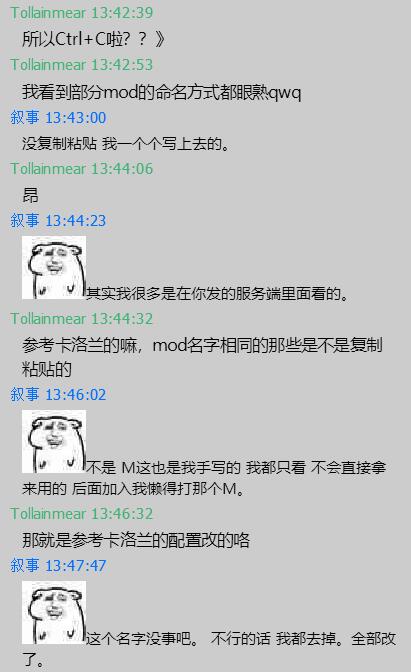 Tollainmear 13:42:39
所以Ctrl+C啦？？》
Tollainmear 13:42:53
我看到部分mod的命名方式都眼熟qwq
叙事 13:43:00
没复制粘贴 我一个个写上去的。
Tollainmear 13:44:06
昂
叙事 13:44:23
其实我很多是在你发的服务端里面看的。
Tollainmear 13:44:32
参考卡洛兰的嘛，mod名字相同的那些是不是复制
粘贴的
叙事 13:46:02
不是 M这也是我手写的 我都只看 不会直接拿
来用的 后面加入我懒得打那个M。
Tollainmear 13:46:32
那就是参考卡洛兰的配置改的咯
叙事 13:47:47
这个名字没事吧。 不行的话 我都去掉。全部改
了。